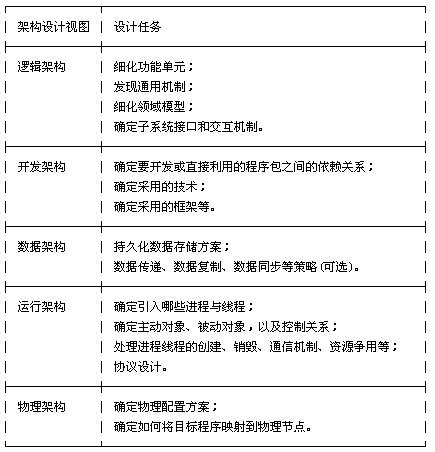 架构设计视图 设计任务
逻辑架构 细化功能单元；
发现通用机制；
细化领域模型；
确定子系统接口和交互机制。
开发架构 确定要开发或直接利用的程序包之间的依赖关系；
确定采用的技术；
确定采用的框架等。
数据架构 持久化数据存储方案；
数据传递、数据复制、数据同步等策略(可选)。
运行架构 确定引入哪些进程与线程；
确定主动对象、被动对象，以及控制关系；
处理进程线程的创建、销毁、通信机制、资源争用等；
协议设计。
物理架构 确定物理配置方案；
确定如何将目标程序映射到物理节点。